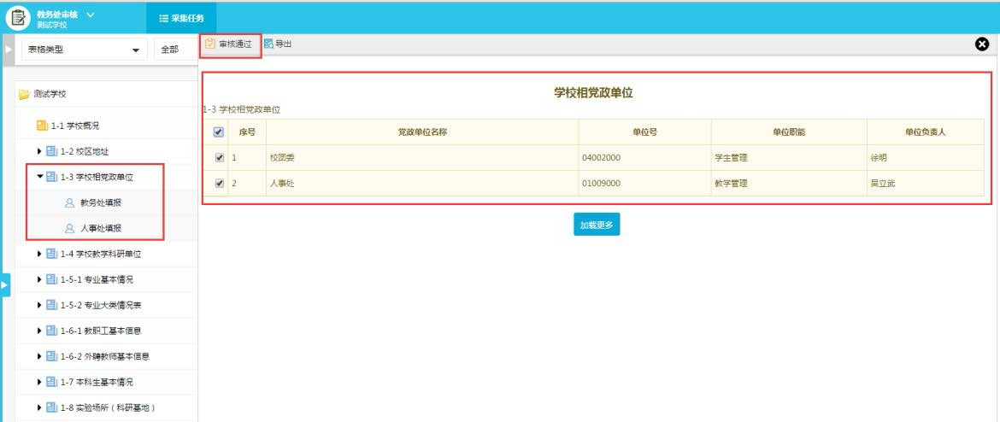 教务处审核
测试学校
采集任务
表格类型
全部
审核通过
导出
测试学校
1-1 学校概况
1-2 校区地址
1-3 学校相党政单位
教务处填报
人事处填报
1-4 学校教学科研单位
1-5-1 专业基本情况
1-5-2 专业大类情况表
1-6-1 教职工基本信息
1-6-2 外聘教师基本信息
1-7 本科生基本情况
1-8 实验场所（科研基地）
学校相党政单位
1-3 学校相党政单位
序号 党政单位名称 单位号 单位职能 单位负责人
1 校团委 04002000 学生管理 徐明
2 人事处 01009000 教学管理 吴立武
加载更多